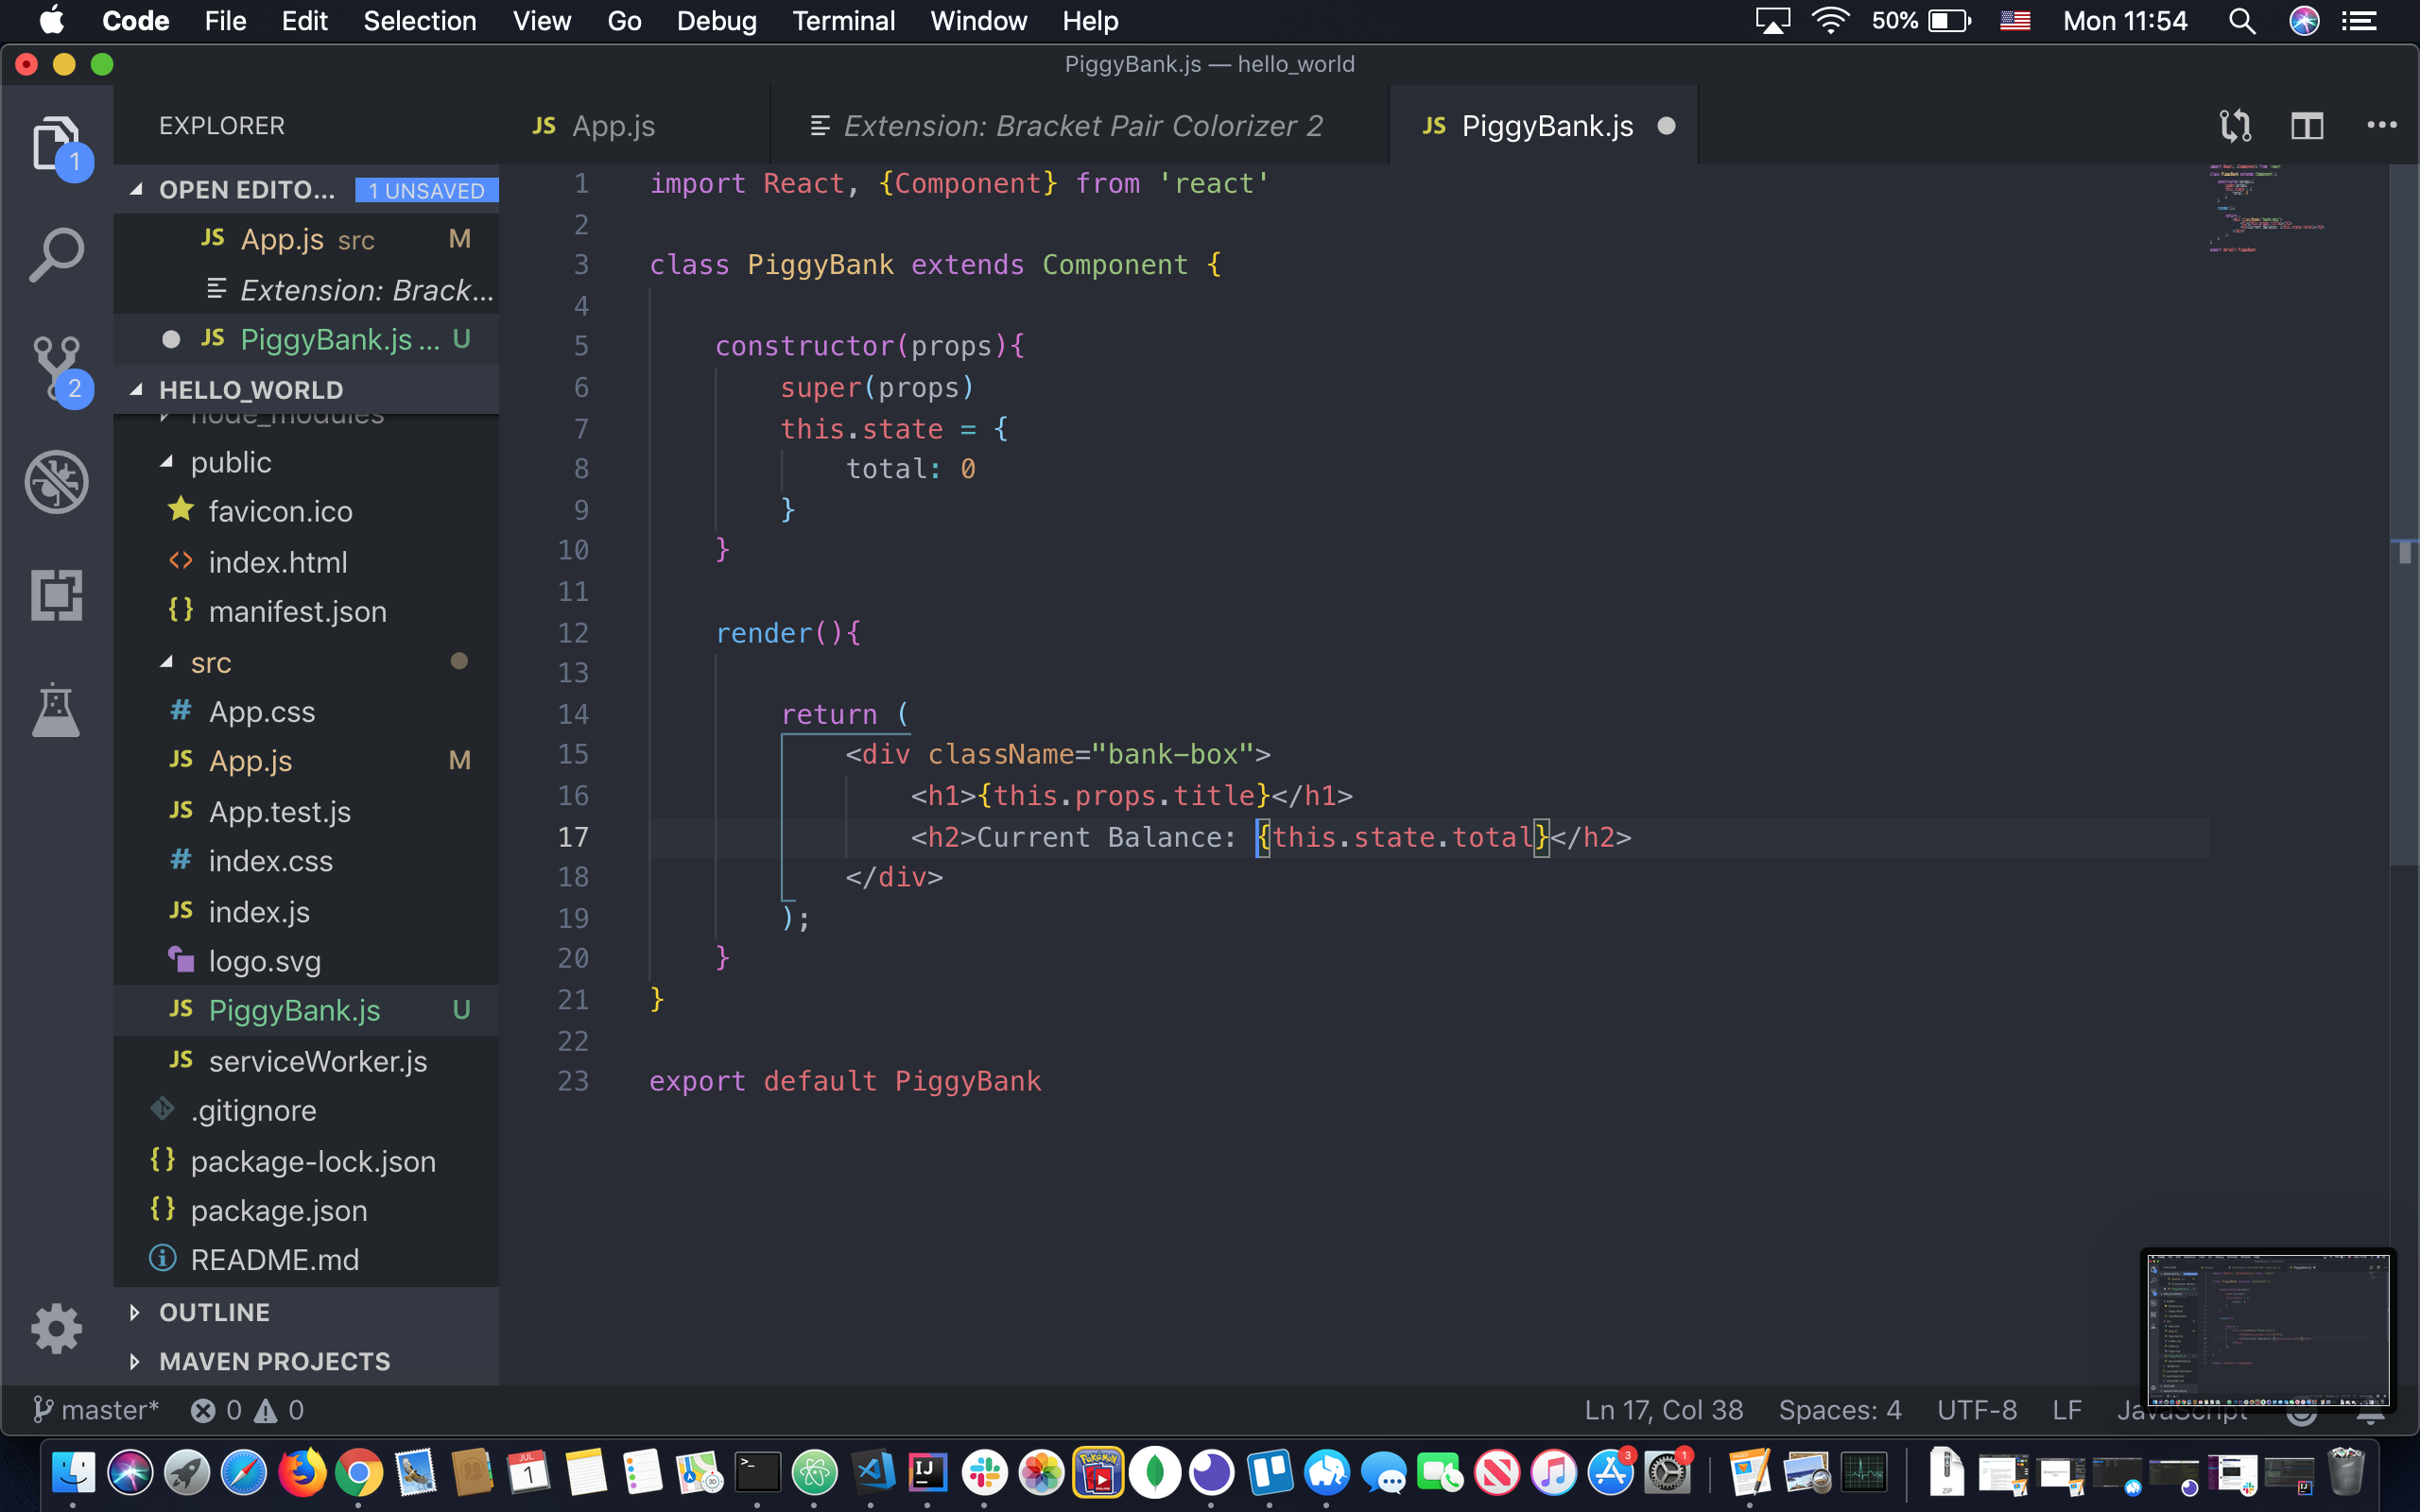 Code File Edit Selection View Go Debug Terminal Window Help 50% Mon 11:54
PiggyBank.js — hello_world
EXPLORER
JS App.js
Extension: Bracket Pair Colorizer 2
JS PiggyBank.js
1
OPEN EDITO... 1 UNSAVED
JS App.js src M
Extension: Brack...
JS PiggyBank.js ... U
2
HELLO_WORLD
node_modules
public
favicon.ico
index.html
manifest.json
src
App.css
JS App.js M
JS App.test.js
index.css
JS index.js
logo.svg
JS PiggyBank.js U
JS serviceWorker.js
.gitignore
package-lock.json
package.json
README.md
OUTLINE
MAVEN PROJECTS
1 import React, {Component} from 'react'
2
3 class PiggyBank extends Component {
4
5 constructor(props){
6 super(props)
7 this.state = {
8 total: 0
9 }
10 }
11
12 render(){
13
14 return (
15 <div className="bank-box">
16 <h1>{this.props.title}</h1>
17 <h2>Current Balance: {this.state.total}</h2>
18 </div>
19 );
20 }
21 }
22
23 export default PiggyBank
master* 0 0
Ln 17, Col 38 Spaces: 4 UTF-8 LF JavaScript
JUL
1
IJ
3
1
ZIP